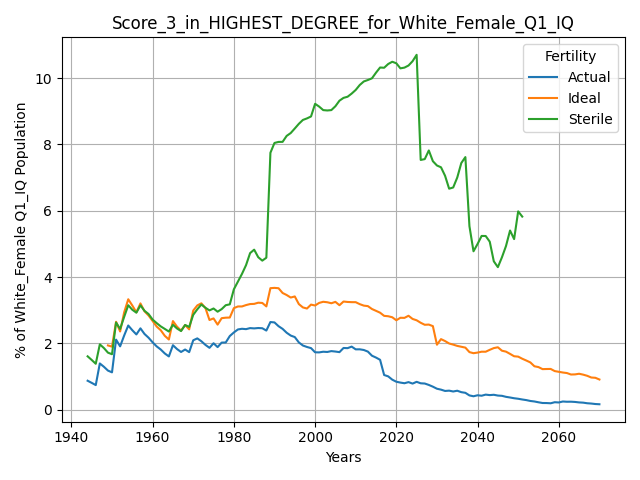 Score_3_in_HIGHEST_DEGREE_for_White_Female_Q1_IQ
% of White_Female Q1_IQ Population
10
8
6
4
2
0
Fertility
Actual
Ideal
Sterile
1940 1960 1980 2000 2020 2040 2060
Years